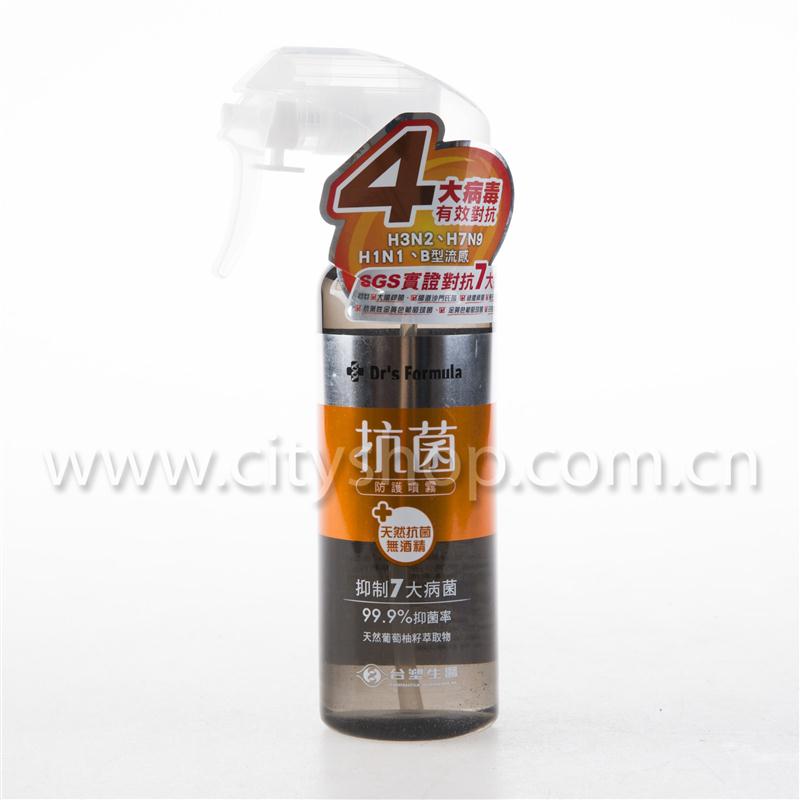 4大病毒
有效對抗
H3N2、H7N9
H1N1、B型流感
SGS實證對抗7大
Dr's Formula
抗菌
防護噴霧
天然抗菌
無酒精
抑制7大病菌
99.9%抑菌率
天然葡萄柚籽萃取物
台塑生醫
www.cityshop.com.cn